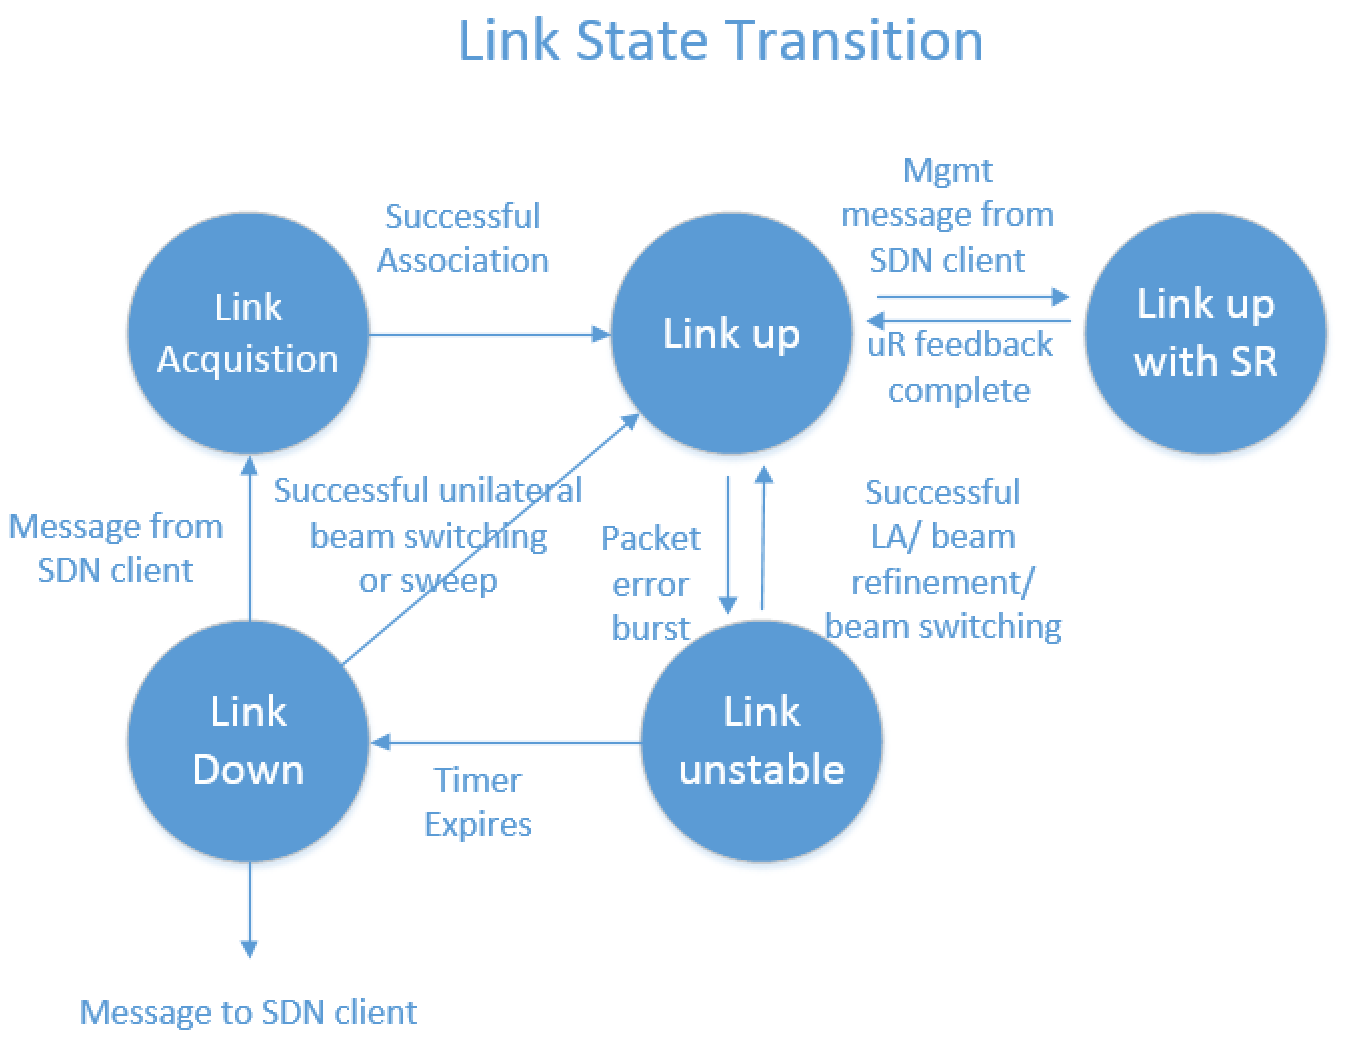 Link State Transition
Successful
Association
Mgmt
message from
SDN client
Link
Acquistion
Link up
Link up
with SR
uR feedback
complete
Message from
SDN client
Successful unilateral
beam switching
or sweep
Packet
error
burst
Successful
LA/ beam
refinement/
beam switching
Link
Down
Link
unstable
Timer
Expires
Message to SDN client